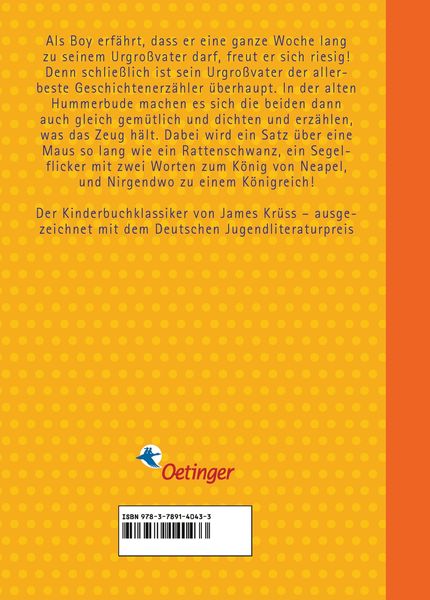 Als Boy erfährt, dass er eine ganze Woche lang
zu seinem Urgroßvater darf, freut er sich riesig!
Denn schließlich ist sein Urgroßvater der aller-
beste Geschichtenerzähler überhaupt. In der alten
Hummerbude machen es sich die beiden dann
auch gleich gemütlich und dichten und erzählen,
was das Zeug hält. Dabei wird ein Satz über eine
Maus so lang wie ein Rattenschwanz, ein Segel-
flicker mit zwei Worten zum König von Neapel,
und Nirgendwo zu einem Königreich!
Der Kinderbuchklassiker von James Krüss – ausge-
zeichnet mit dem Deutschen Jugendliteraturpreis
Oetinger
ISBN 978-3-7891-4043-3